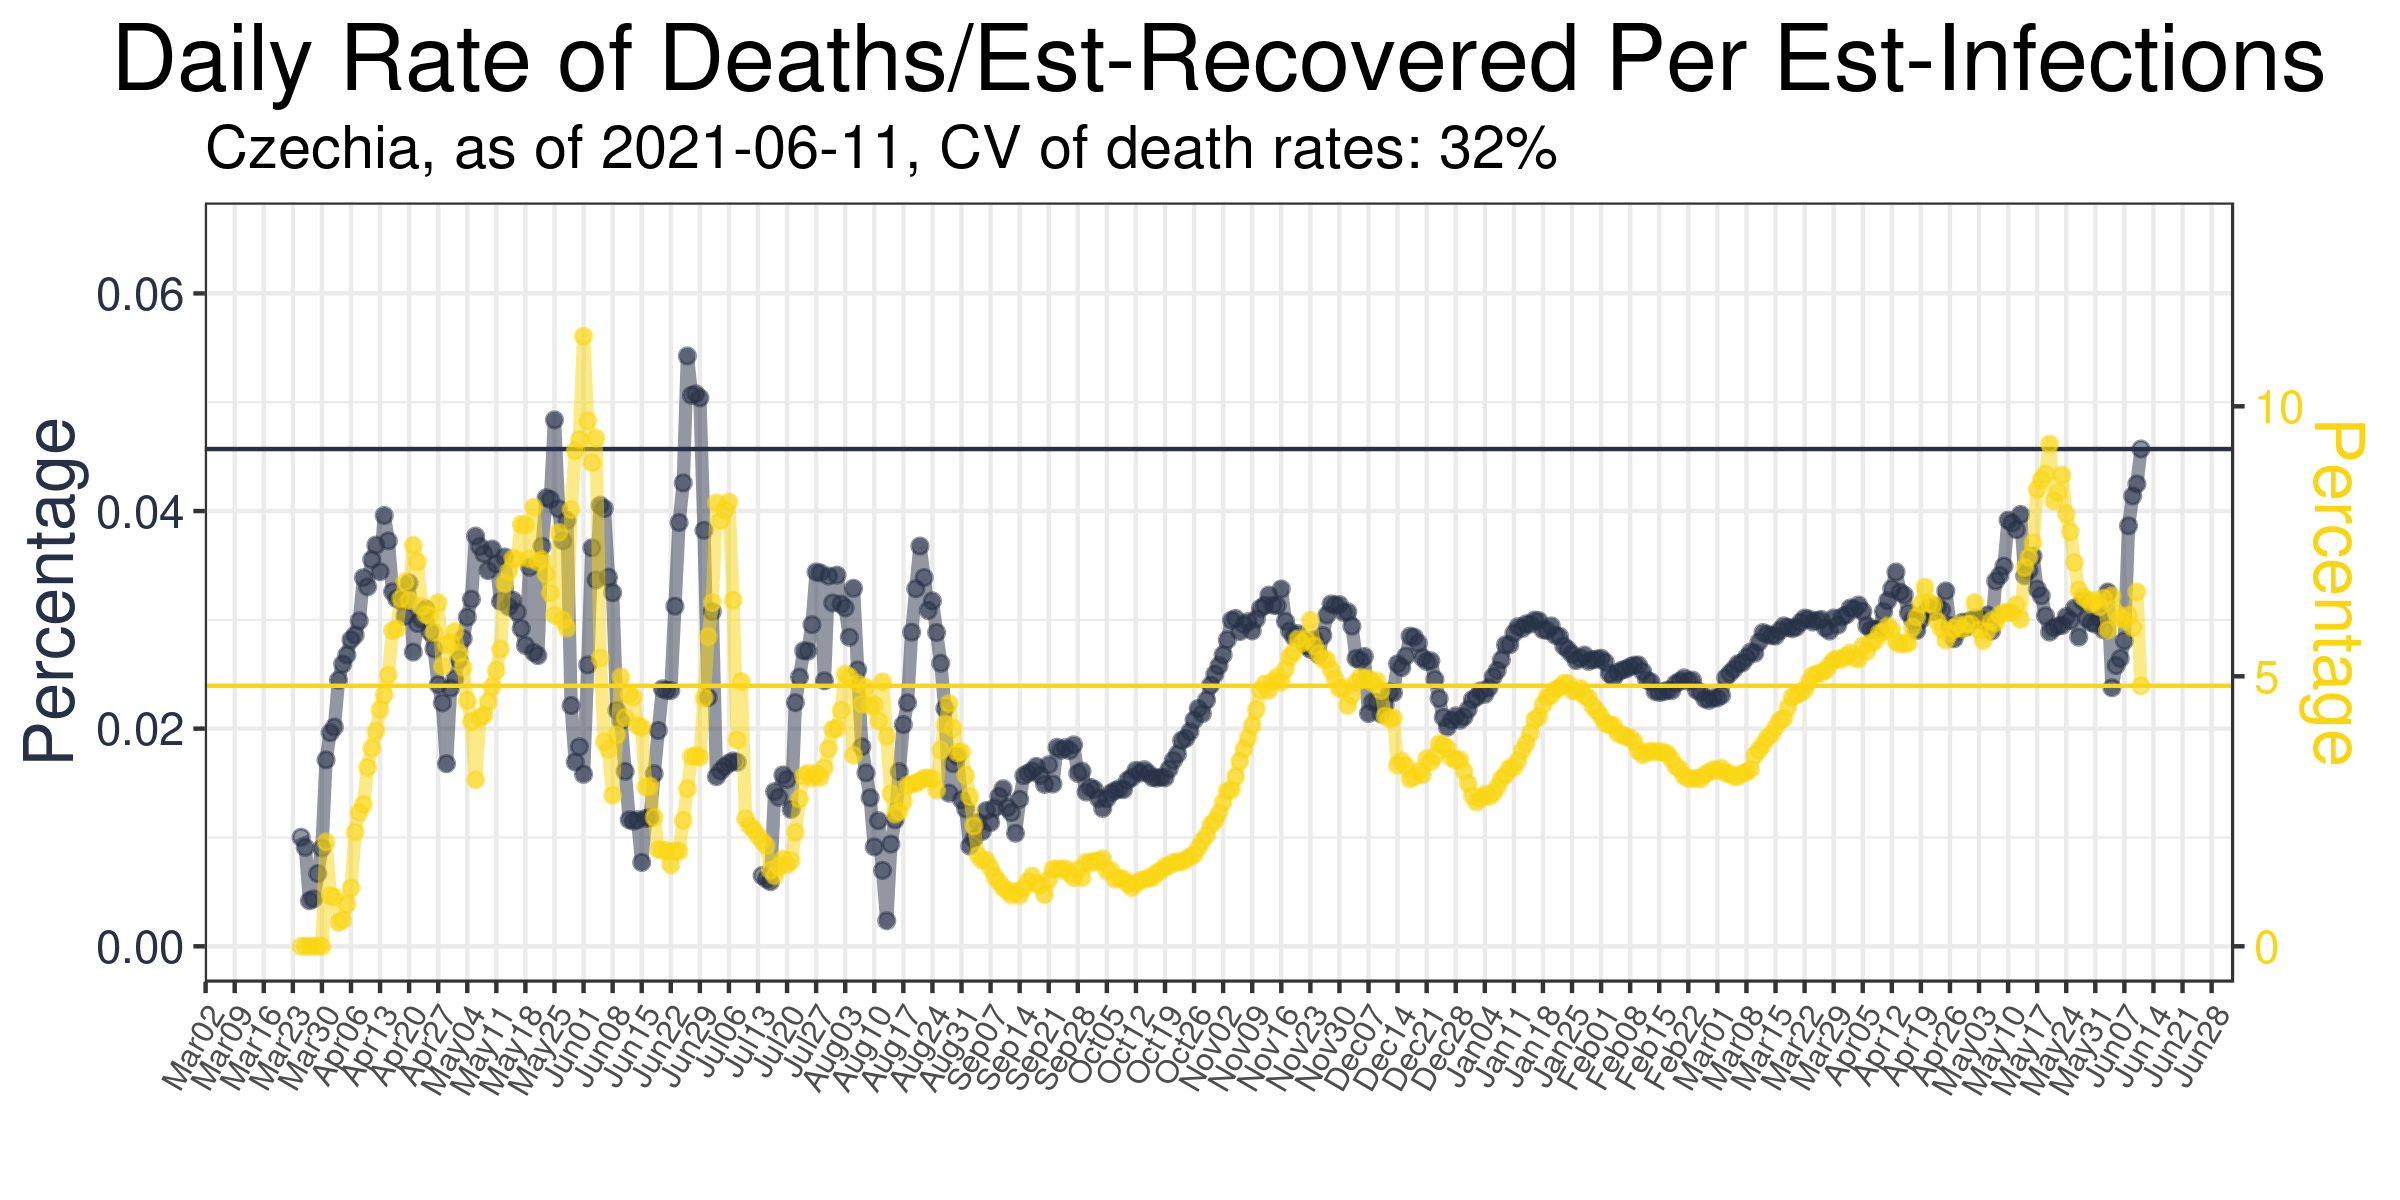 Daily Rate of Deaths/Est-Recovered Per Est-Infections
Czechia, as of 2021-06-11, CV of death rates: 32%
Percentage
0.06
0.04
0.02
0.00
10
5
0
Percentage
Mar02
Mar09
Mar16
Mar23
Mar30
Apr06
Apr13
Apr20
Apr27
May04
May11
May18
May25
Jun01
Jun08
Jun15
Jun22
Jun29
Jul06
Jul13
Jul20
Jul27
Aug03
Aug10
Aug17
Aug24
Aug31
Sep07
Sep14
Sep21
Sep28
Oct05
Oct12
Oct19
Oct26
Nov02
Nov09
Nov16
Nov23
Nov30
Dec07
Dec14
Dec21
Dec28
Jan04
Jan11
Jan18
Jan25
Feb01
Feb08
Feb15
Feb22
Mar01
Mar08
Mar15
Mar22
Mar29
Apr05
Apr12
Apr19
Apr26
May03
May10
May17
May24
May31
Jun07
Jun14
Jun21
Jun28